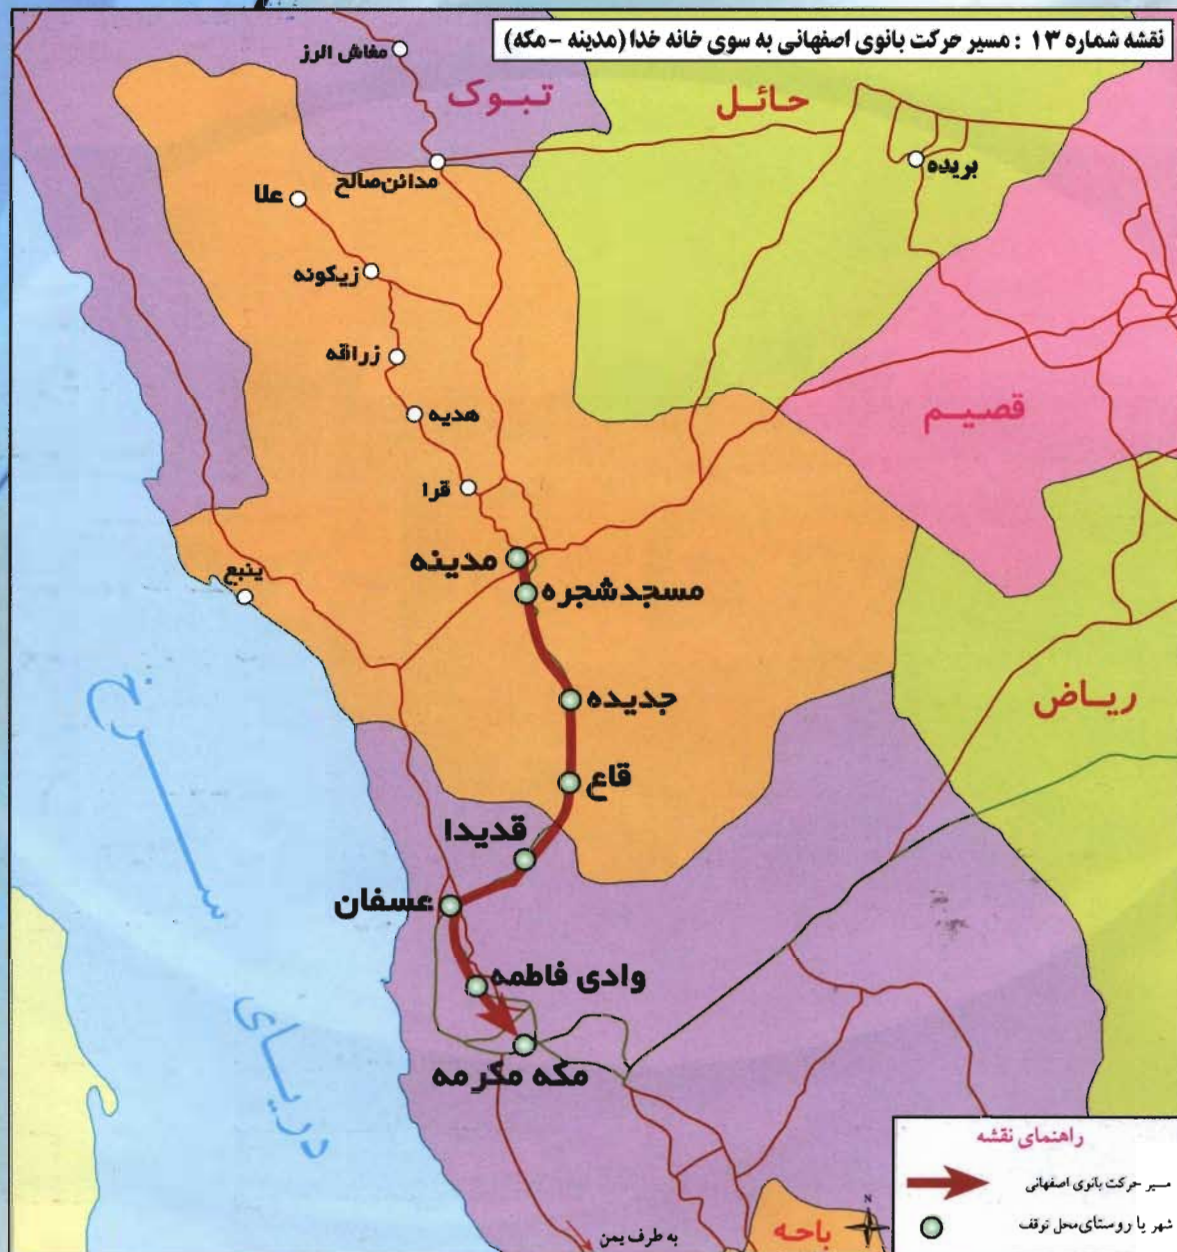 نقشه شماره ۱۳ : مسیر حرکت بانوی اصفهانی به سوی خانه خدا (مدینه - مکه)
مغاش الرز
تبوک
حائل
مدائن‌صالح
بریده
علا
زیکونه
زراقه
هدیه
قصیم
قرا
مدینه
ینبع
مسجدشجره
جدیده
ریاض
قاع
قدیدا
عسفان
وادی فاطمه
مکه مکرمه
دریای سرخ
راهنمای نقشه
مسیر حرکت بانوی اصفهانی
شهر یا روستای محل توقف
N
باحه
به طرف یمن